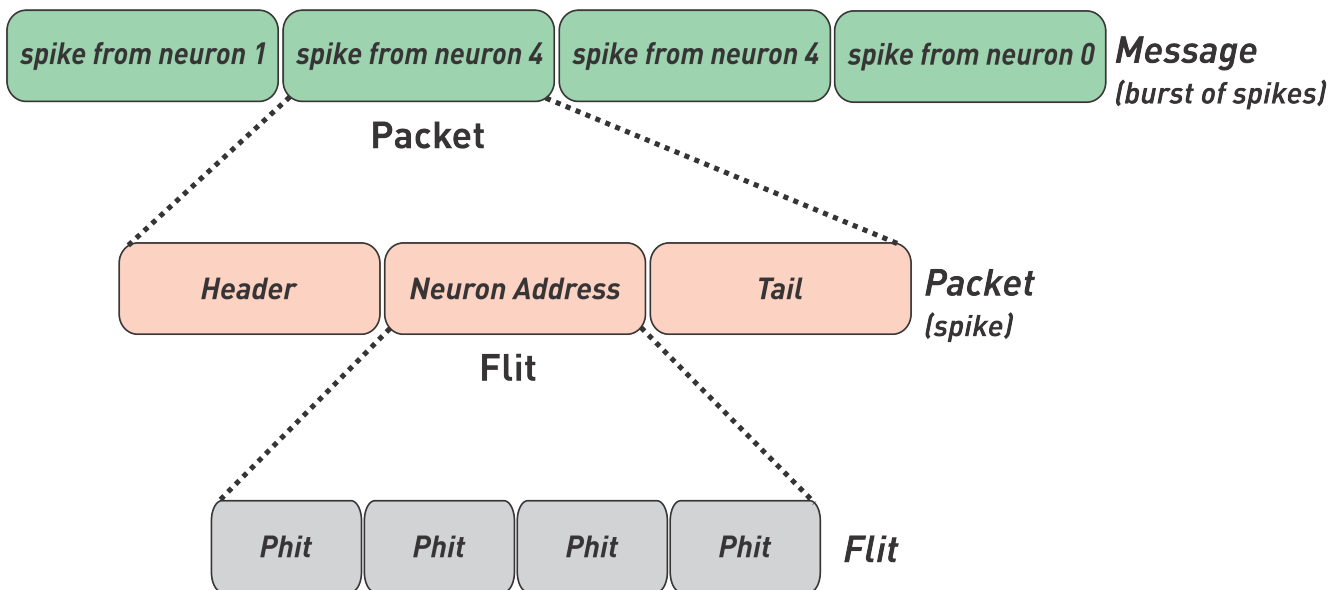 spike from neuron 1
spike from neuron 4
spike from neuron 4
spike from neuron 0
Message
(burst of spikes)
Packet
Header
Neuron Address
Tail
Packet
(spike)
Flit
Phit
Phit
Phit
Phit
Flit